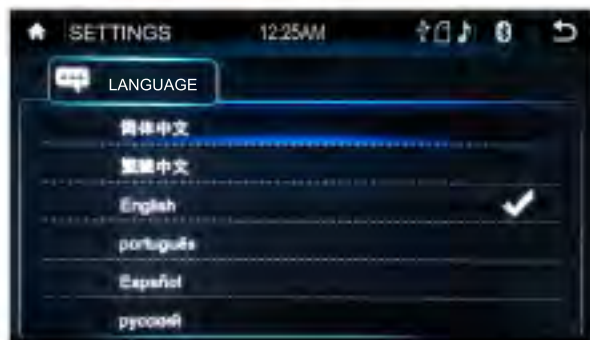 SETTINGS 12:25AM
LANGUAGE
简体中文
繁體中文
English
português
Español
русский